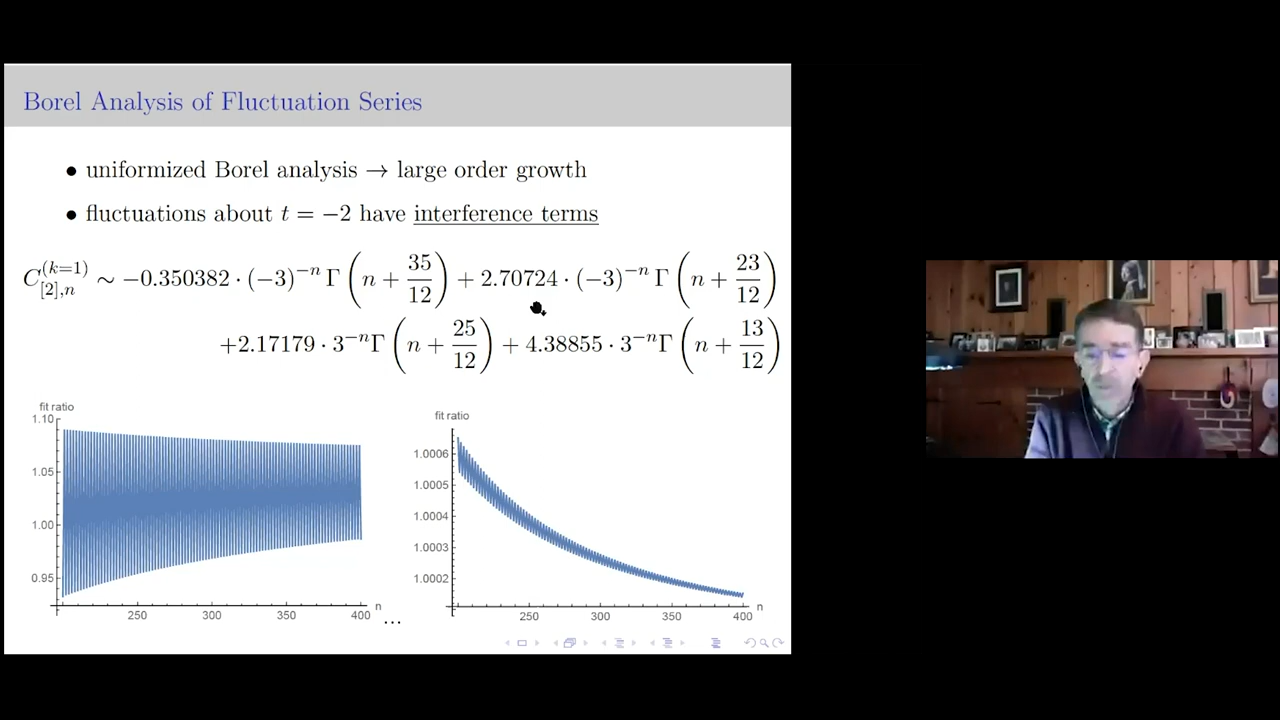 Borel Analysis of Fluctuation Series
• uniformized Borel analysis → large order growth
• fluctuations about t = −2 have interference terms
C_{[2],n}^{(k=1)} ∼ −0.350382 · (−3)^{−n} Γ (n + 35/12) + 2.70724 · (−3)^{−n} Γ (n + 23/12)
+2.17179 · 3^{−n}Γ (n + 25/12) + 4.38855 · 3^{−n}Γ (n + 13/12)
fit ratio
1.10
1.05
1.00
0.95
250 300 350 400 n
...
fit ratio
1.0006
1.0005
1.0004
1.0003
1.0002
250 300 350 400 n